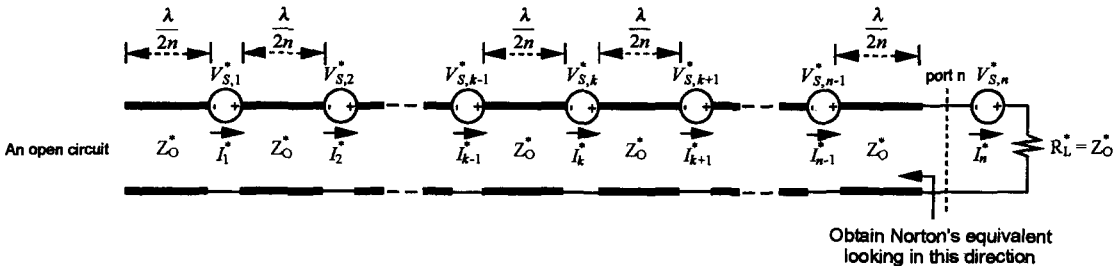 λ/2n λ/2n λ/2n λ/2n λ/2n
V*S,1 V*S,2 V*S,k-1 V*S,k V*S,k+1 V*S,n-1 port n V*S,n
- + - + - + - + - + - + - +
An open circuit Z*O I*1 Z*O I*2 I*k-1 Z*O I*k Z*O I*k+1 I*n-1 Z*O I*n R*L = Z*O
Obtain Norton's equivalent
looking in this direction